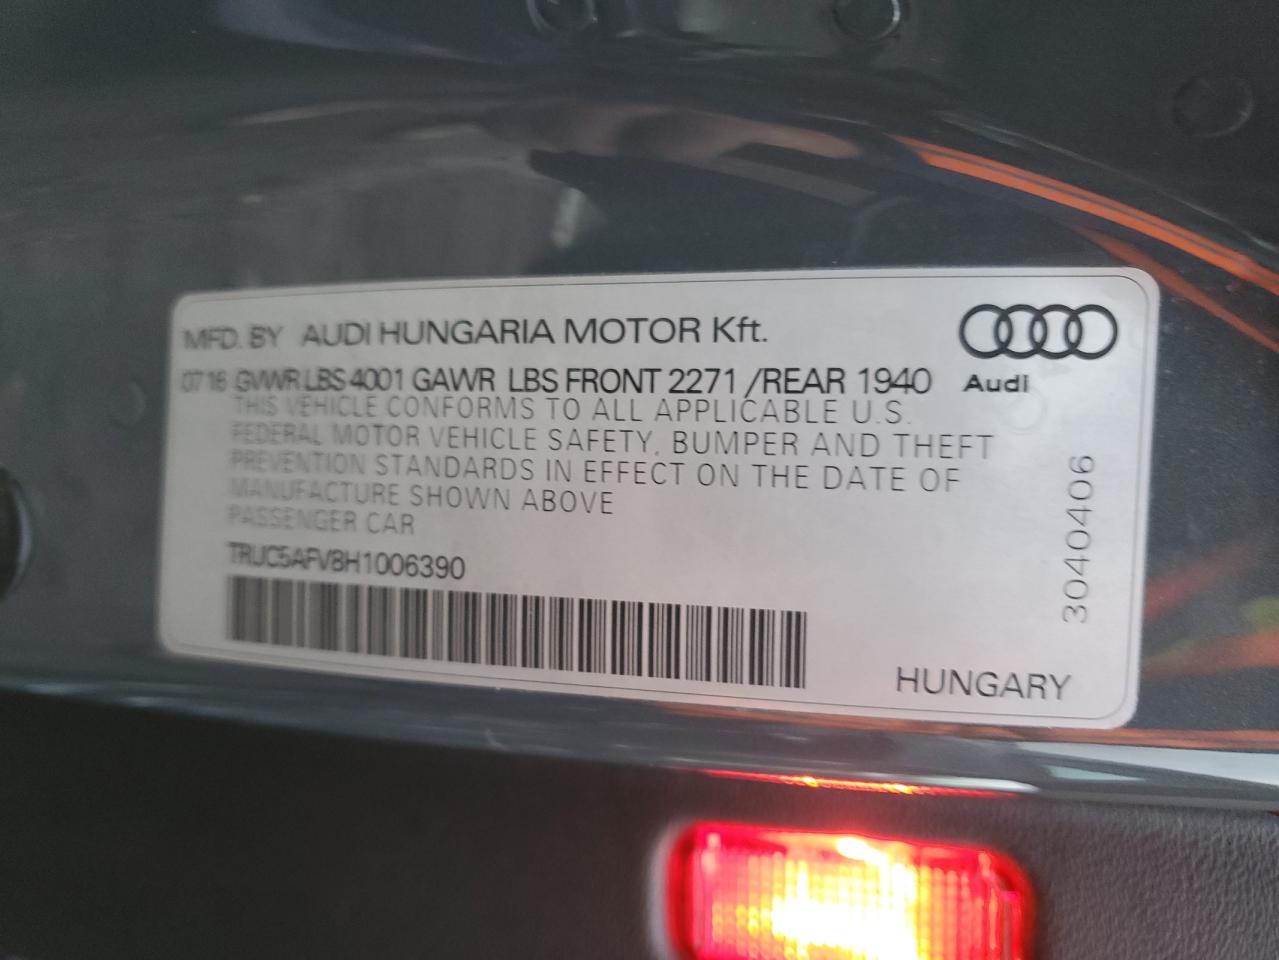 MFD. BY AUDI HUNGARIA MOTOR Kft.
07 16 GVWR LBS 4001 GAWR LBS FRONT 2271 /REAR 1940
Audi
THIS VEHICLE CONFORMS TO ALL APPLICABLE U.S.
FEDERAL MOTOR VEHICLE SAFETY, BUMPER AND THEFT
PREVENTION STANDARDS IN EFFECT ON THE DATE OF
MANUFACTURE SHOWN ABOVE
PASSENGER CAR
TRUC5AFV8H1006390
3040406
HUNGARY